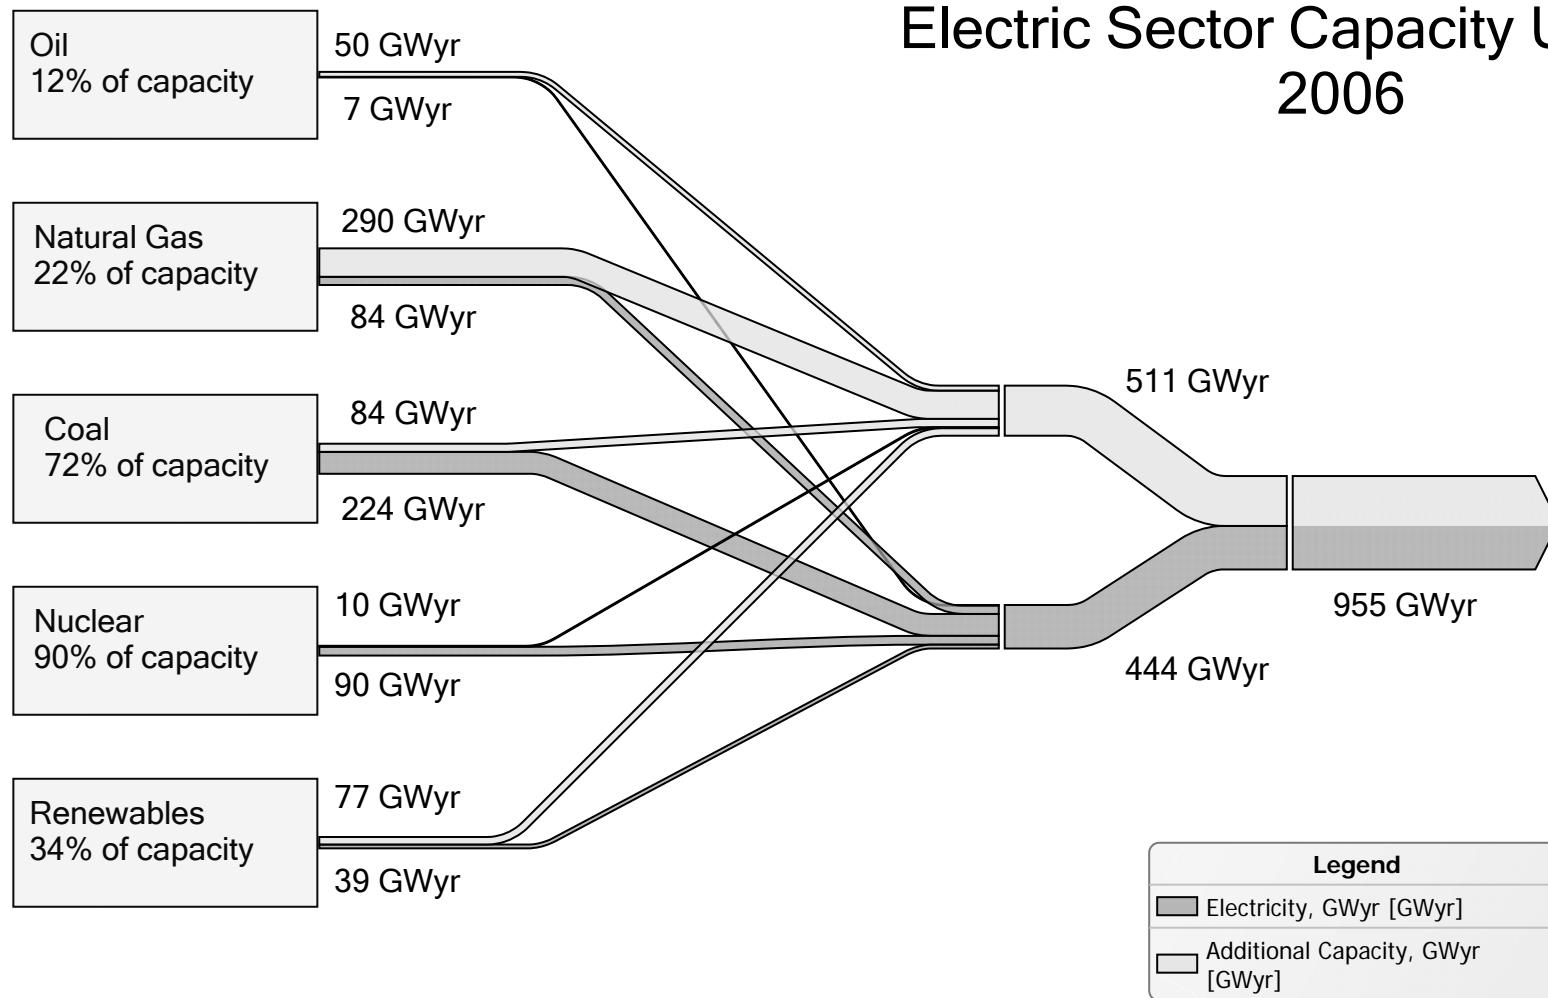 Electric Sector Capacity
2006
Oil
12% of capacity
50 GWyr
7 GWyr
Natural Gas
22% of capacity
290 GWyr
84 GWyr
Coal
72% of capacity
84 GWyr
224 GWyr
Nuclear
90% of capacity
10 GWyr
90 GWyr
Renewables
34% of capacity
77 GWyr
39 GWyr
511 GWyr
444 GWyr
955 GWyr
Legend
Electricity, GWyr [GWyr]
Additional Capacity, GWyr
[GWyr]